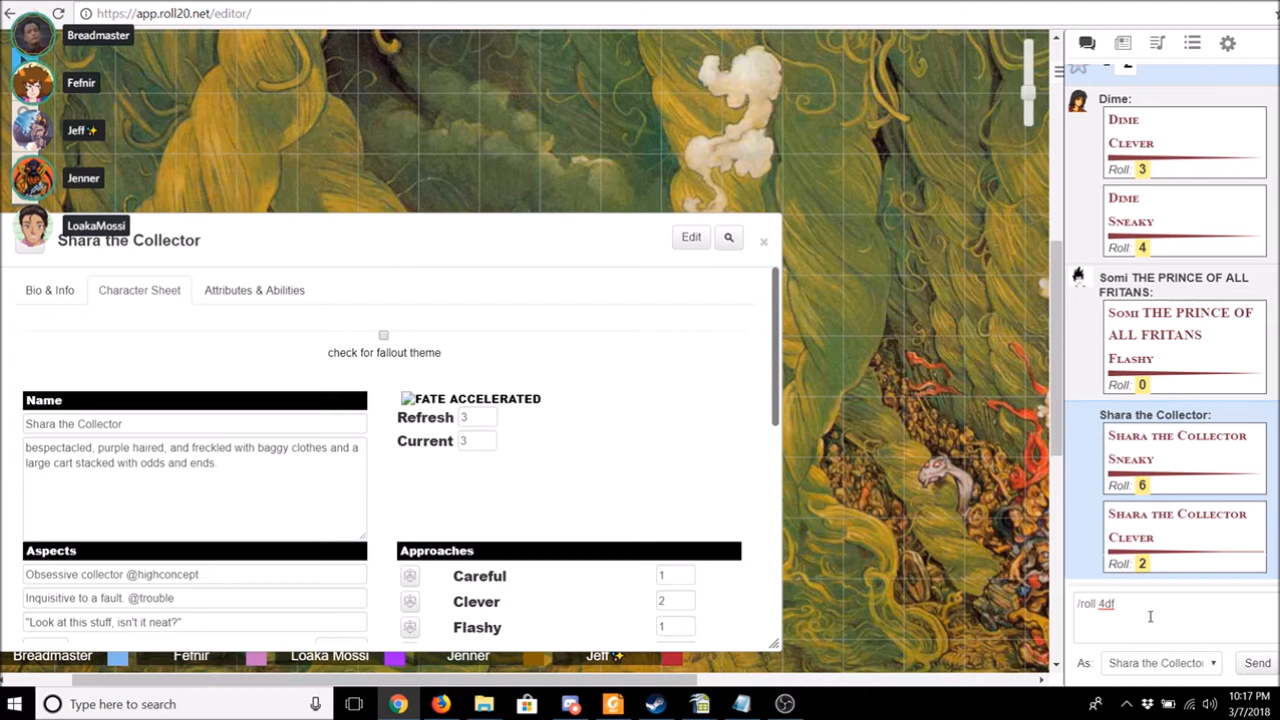 https://app.roll20.net/editor/
Breadmaster
Fefnir
Jeff✨
Jenner
LoakaMossi
Shara the Collector
Edit
Bio & Info
Character Sheet
Attributes & Abilities
check for fallout theme
Name
Shara the Collector
bespectacled, purple haired, and freckled with baggy clothes and a
large cart stacked with odds and ends.
FATE ACCELERATED
Refresh 3
Current 3
Aspects
Obsessive collector @highconcept
Inquisitive to a fault. @trouble
"Look at this stuff, isn't it neat?"
Approaches
Careful 1
Clever 2
Flashy 1
Breadmaster
Fefnir
Loaka Mossi
Jenner
Jeff✨
Dime:
DIME
CLEVER
Roll: 3
DIME
SNEAKY
Roll: 4
Somi THE PRINCE OF ALL
FRITANS:
SOMI THE PRINCE OF
ALL FRITANS
FLASHY
Roll: 0
Shara the Collector:
SHARA THE COLLECTOR
SNEAKY
Roll: 6
SHARA THE COLLECTOR
CLEVER
Roll: 2
/roll 4df
As: Shara the Collecto
Send
Type here to search
10:17 PM
3/7/2018